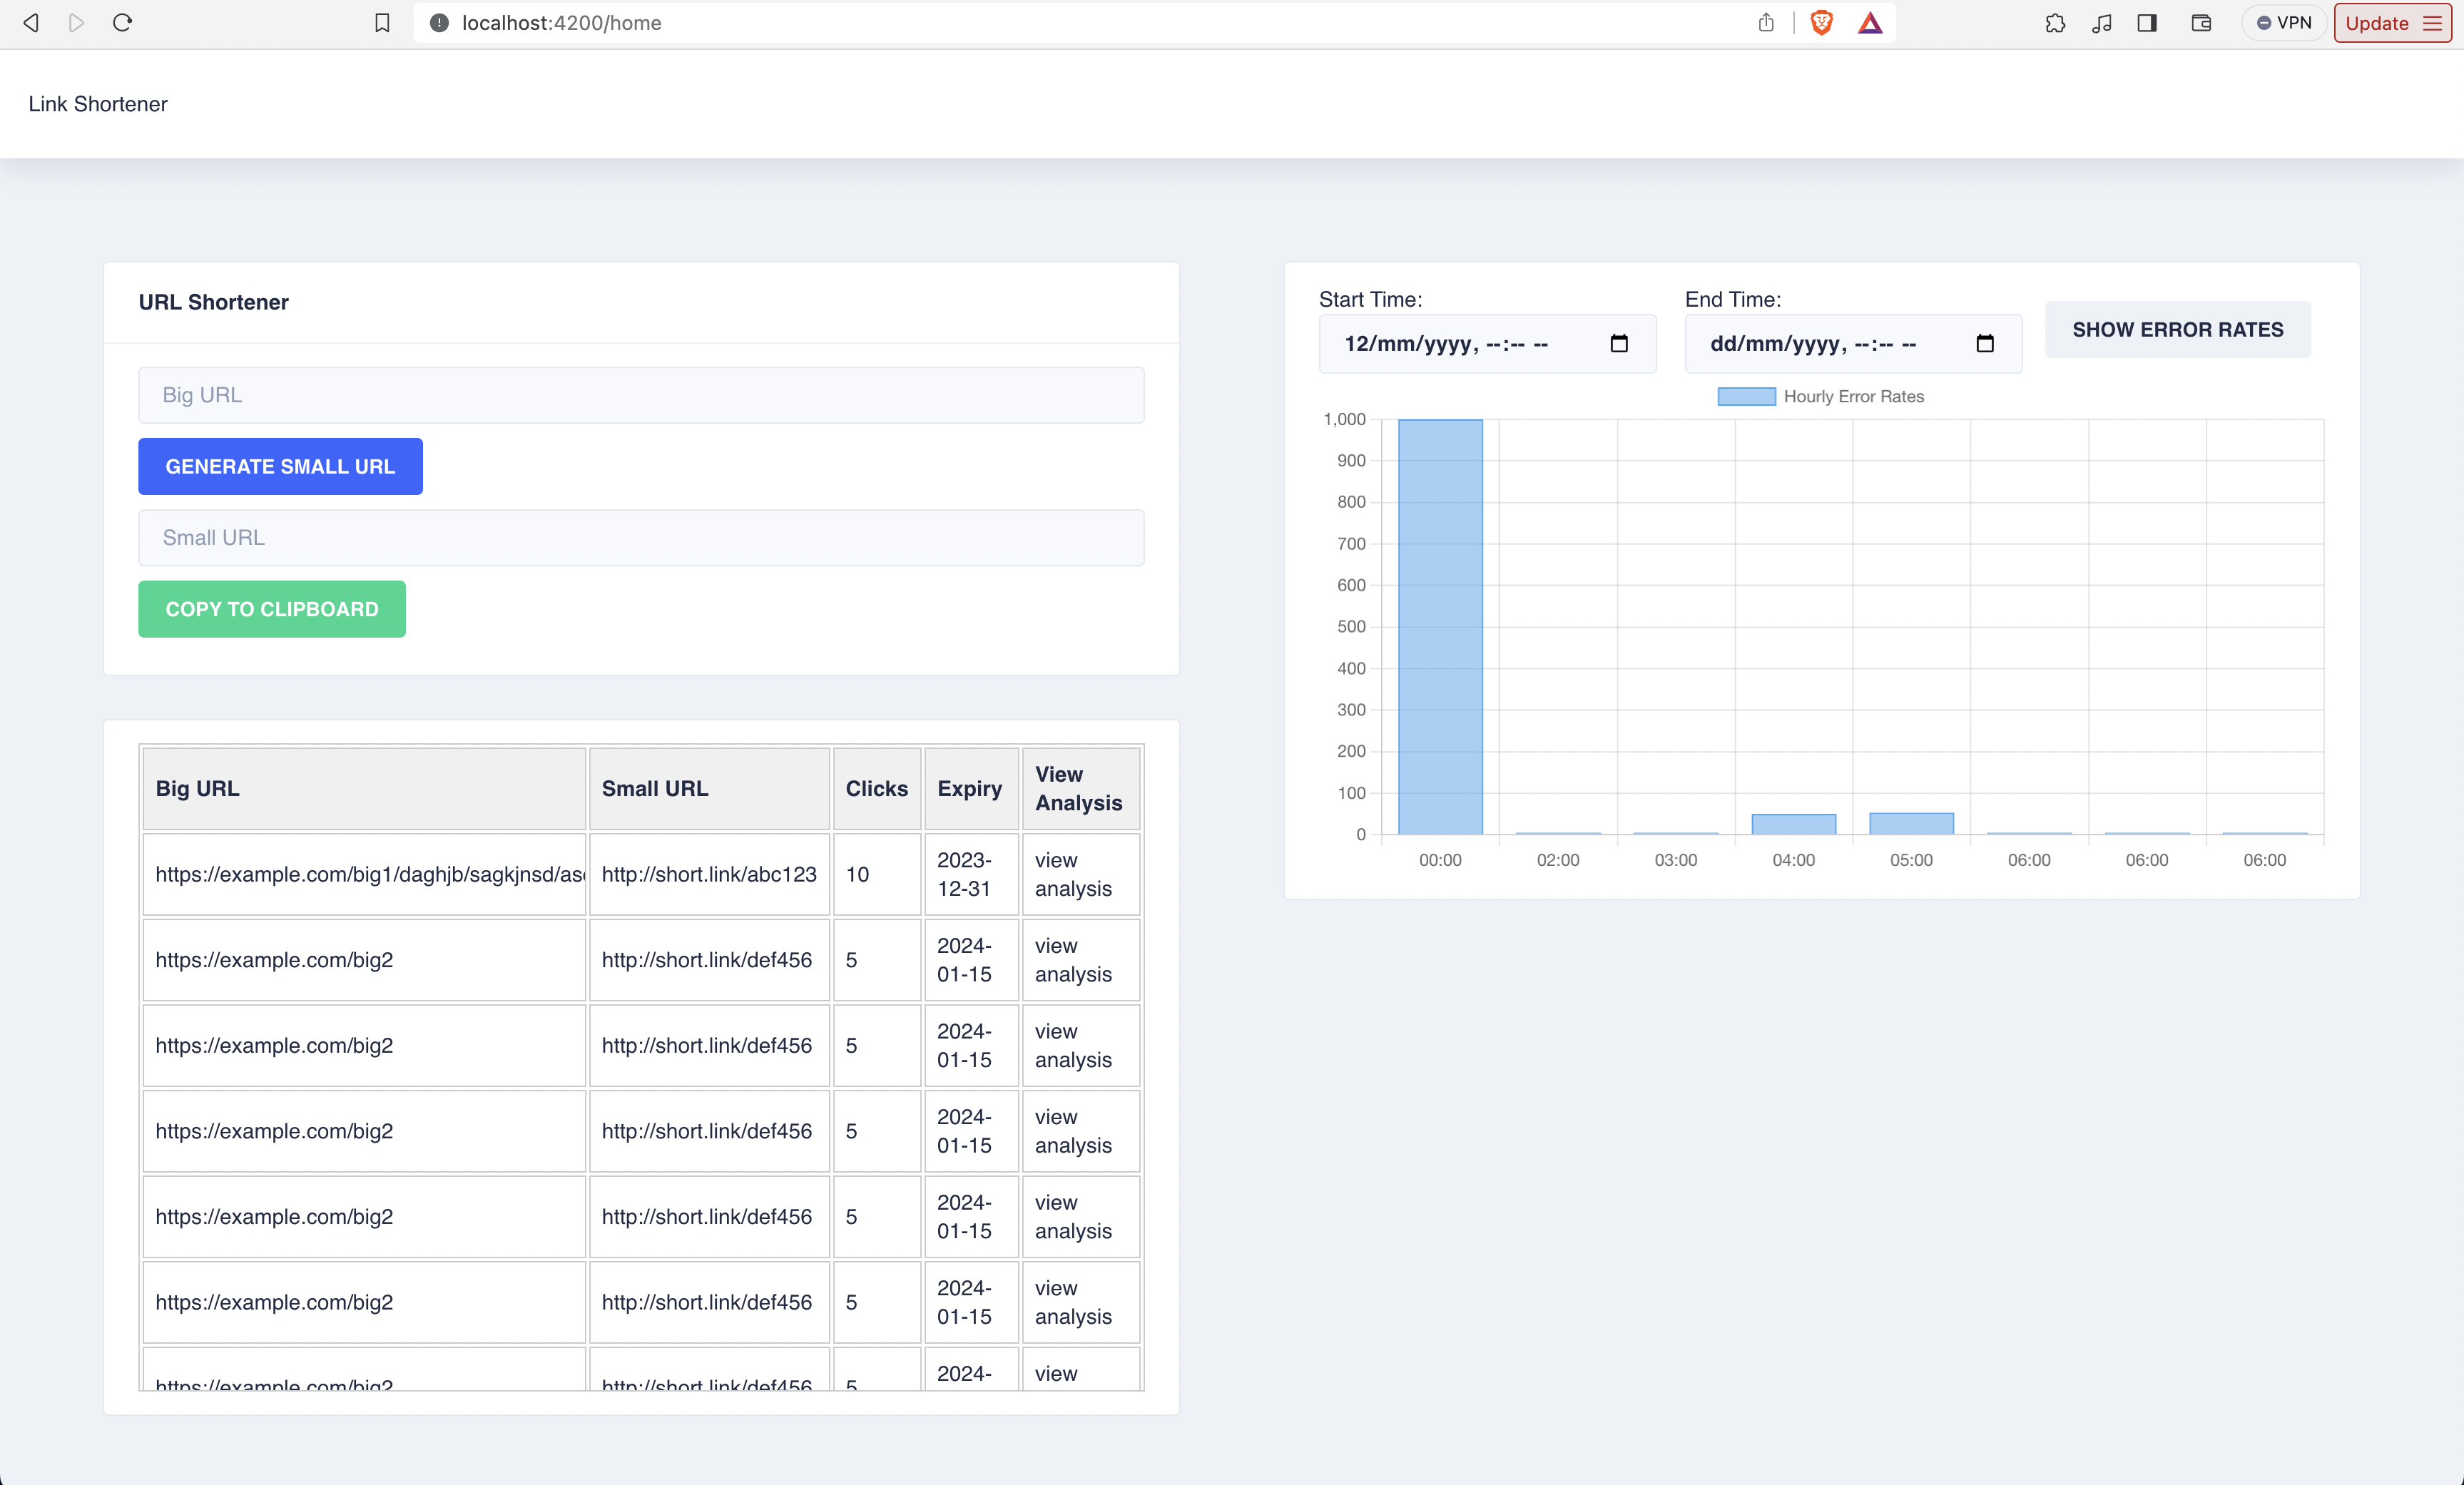 localhost:4200/home
VPN
Update
Link Shortener
URL Shortener
Big URL
GENERATE SMALL URL
Small URL
COPY TO CLIPBOARD
Big URL Small URL Clicks Expiry View
Analysis
https://example.com/big1/daghjb/sagkjnsd/as http://short.link/abc123 10 2023-
12-31 view
analysis
https://example.com/big2 http://short.link/def456 5 2024-
01-15 view
analysis
https://example.com/big2 http://short.link/def456 5 2024-
01-15 view
analysis
https://example.com/big2 http://short.link/def456 5 2024-
01-15 view
analysis
https://example.com/big2 http://short.link/def456 5 2024-
01-15 view
analysis
https://example.com/big2 http://short.link/def456 5 2024-
01-15 view
analysis
https://example.com/big2 http://short.link/def456 5 2024-
view
Start Time:
12/mm/yyyy, --:-- --
End Time:
dd/mm/yyyy, --:-- --
SHOW ERROR RATES
Hourly Error Rates
1,000
900
800
700
600
500
400
300
200
100
0
00:00 02:00 03:00 04:00 05:00 06:00 06:00 06:00